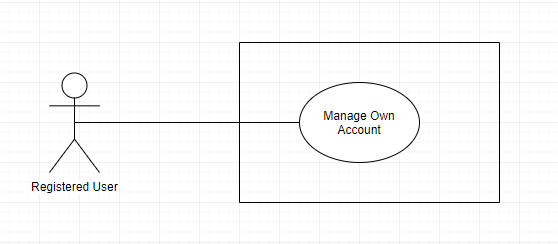 Manage Own
Account
Registered User